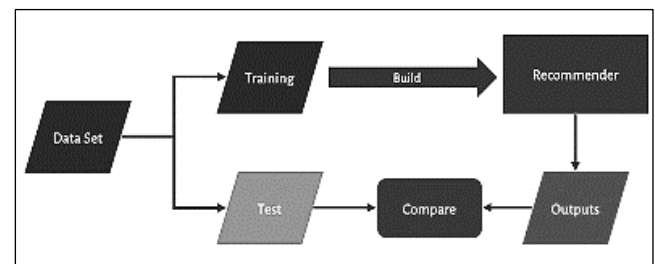 Training
Build
Recommender
Data Set
Test
Compare
Outputs